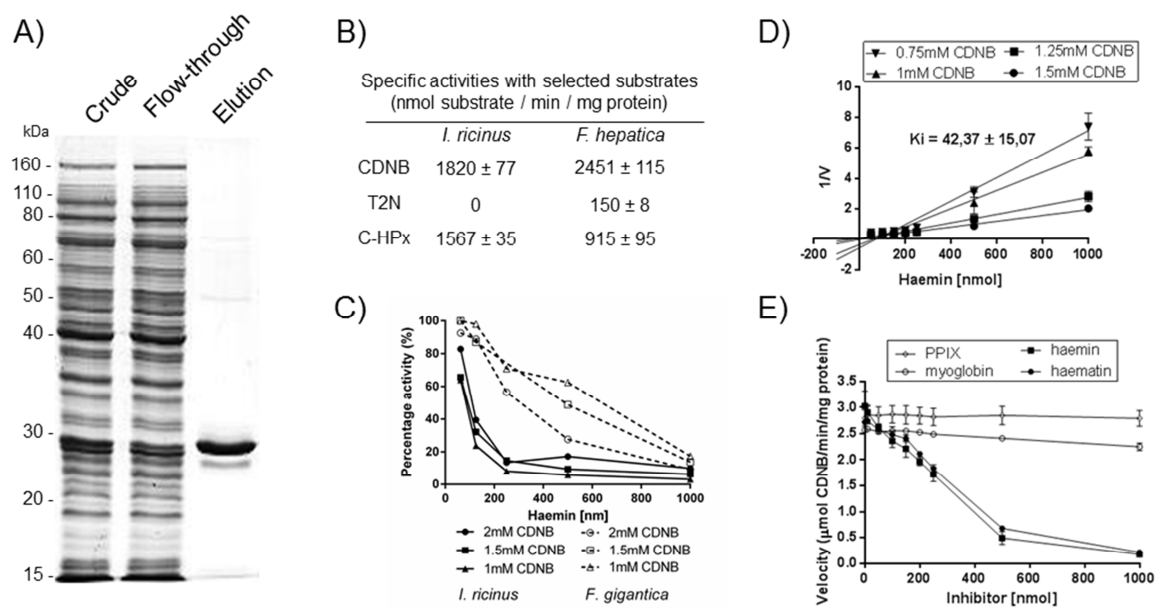 A)
Crude
Flow-through
Elution
kDa
160 -
110 -
80 -
60 -
50 -
40 -
30 -
20 -
15 -
B)
Specific activities with selected substrates
(nmol substrate / min / mg protein)
I. ricinus F. hepatica
CDNB 1820 ± 77 2451 ± 115
T2N 0 150 ± 8
C-HPx 1567 ± 35 915 ± 95
C)
Percentage activity (%)
100
80
60
40
20
0
0 200 400 600 800 1000
Haemin [nm]
2mM CDNB 2mM CDNB
1.5mM CDNB 1.5mM CDNB
1mM CDNB 1mM CDNB
I. ricinus F. gigantica
D)
0.75mM CDNB 1.25mM CDNB
1mM CDNB 1.5mM CDNB
1/V
10
8
6
4
2
-2
Ki = 42,37 ± 15,07
-200 200 400 600 800 1000
Haemin [nmol]
E)
PPIX haemin
myoglobin haematin
Velocity (μmol CDNB/min/mg protein)
3.5
3.0
2.5
2.0
1.5
1.0
0.5
0.0
0 200 400 600 800 1000
Inhibitor [nmol]